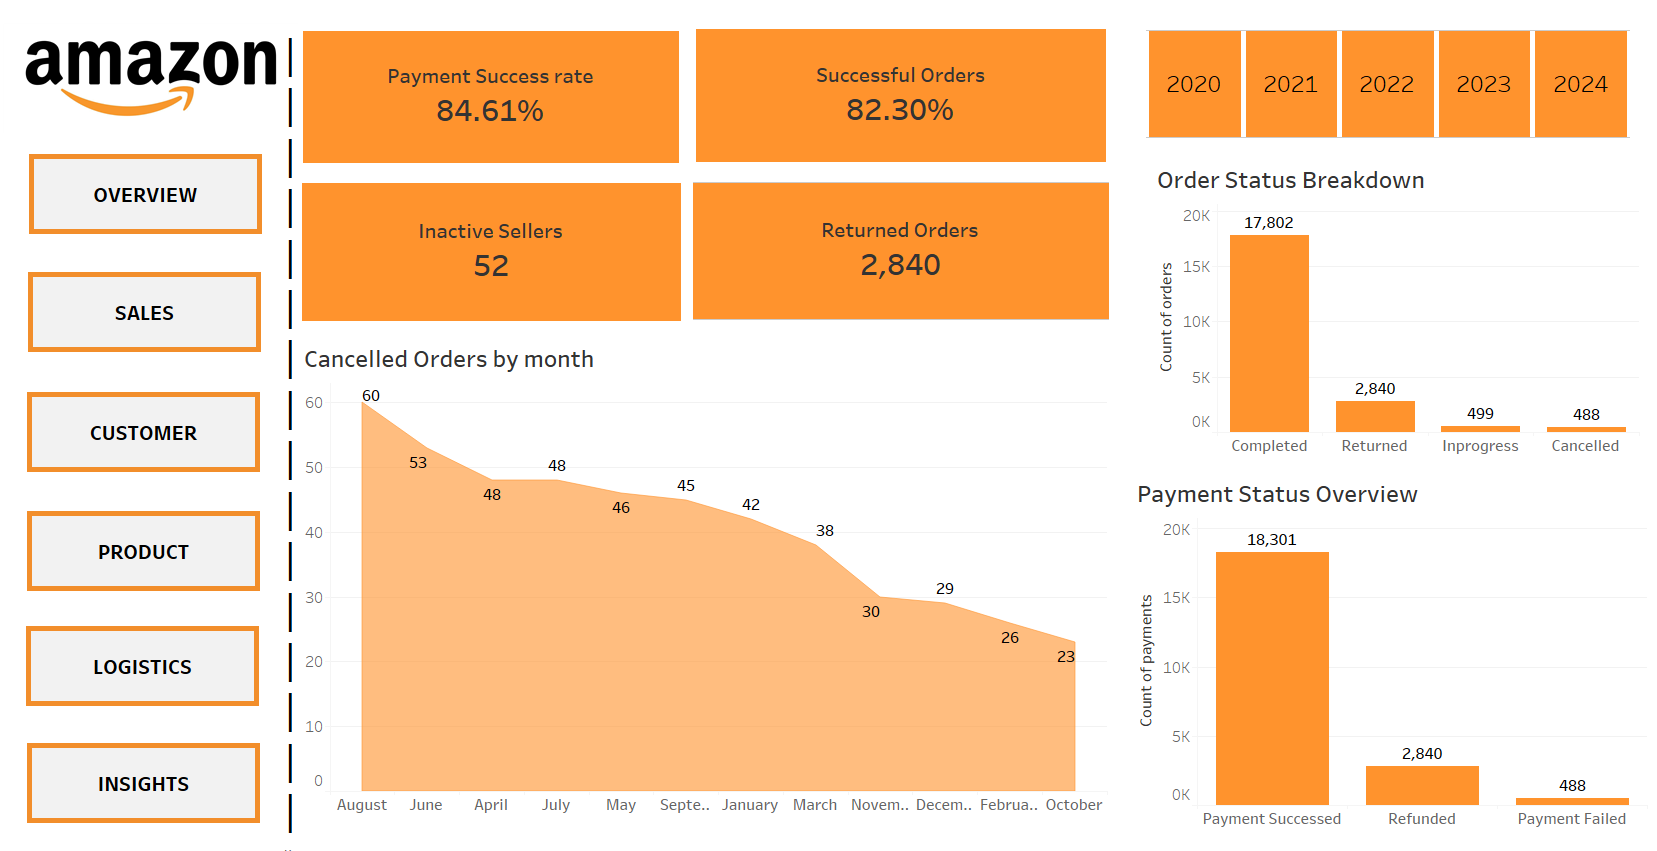 amazon
OVERVIEW
SALES
CUSTOMER
PRODUCT
LOGISTICS
INSIGHTS
Payment Success rate
84.61%
Successful Orders
82.30%
Inactive Sellers
52
Returned Orders
2,840
2020 2021 2022 2023 2024
Cancelled Orders by month
60
50
40
30
20
10
0
60
53
48
48
46
45
42
38
30
29
26
23
August June April July May Septe.. January March Novem.. Decem.. Februa.. October
Order Status Breakdown
Count of orders
20K
15K
10K
5K
0K
17,802
2,840
499
488
Completed Returned Inprogress Cancelled
Payment Status Overview
Count of payments
20K
15K
10K
5K
0K
18,301
2,840
488
Payment Successed Refunded Payment Failed